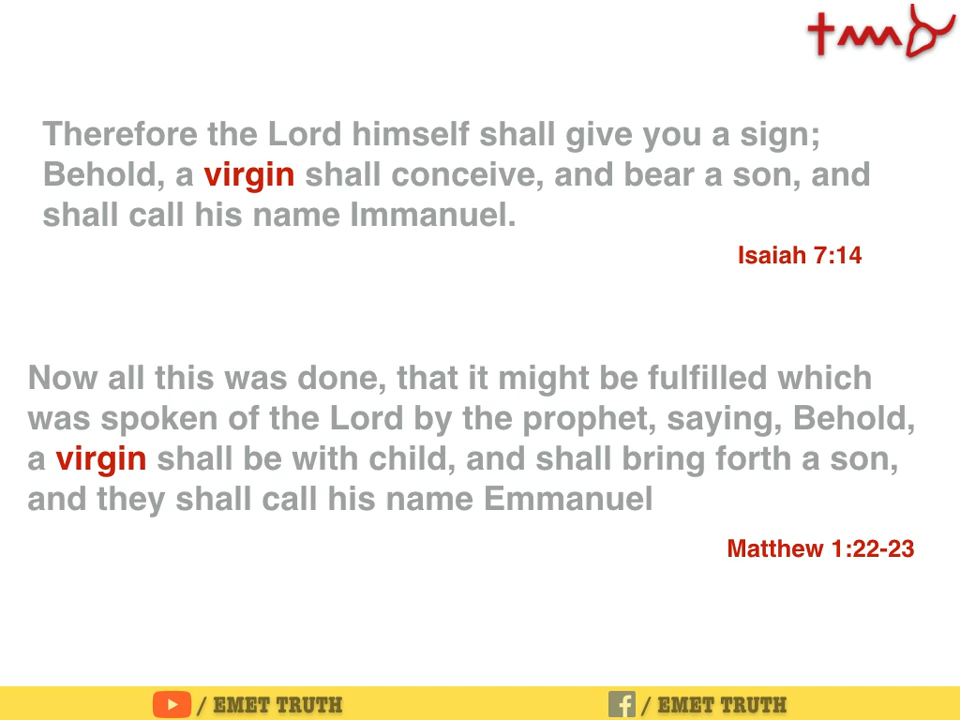 Therefore the Lord himself shall give you a sign;
Behold, a virgin shall conceive, and bear a son, and
shall call his name Immanuel.
Isaiah 7:14
Now all this was done, that it might be fulfilled which
was spoken of the Lord by the prophet, saying, Behold,
a virgin shall be with child, and shall bring forth a son,
and they shall call his name Emmanuel
Matthew 1:22-23
/ EMET TRUTH
/ EMET TRUTH